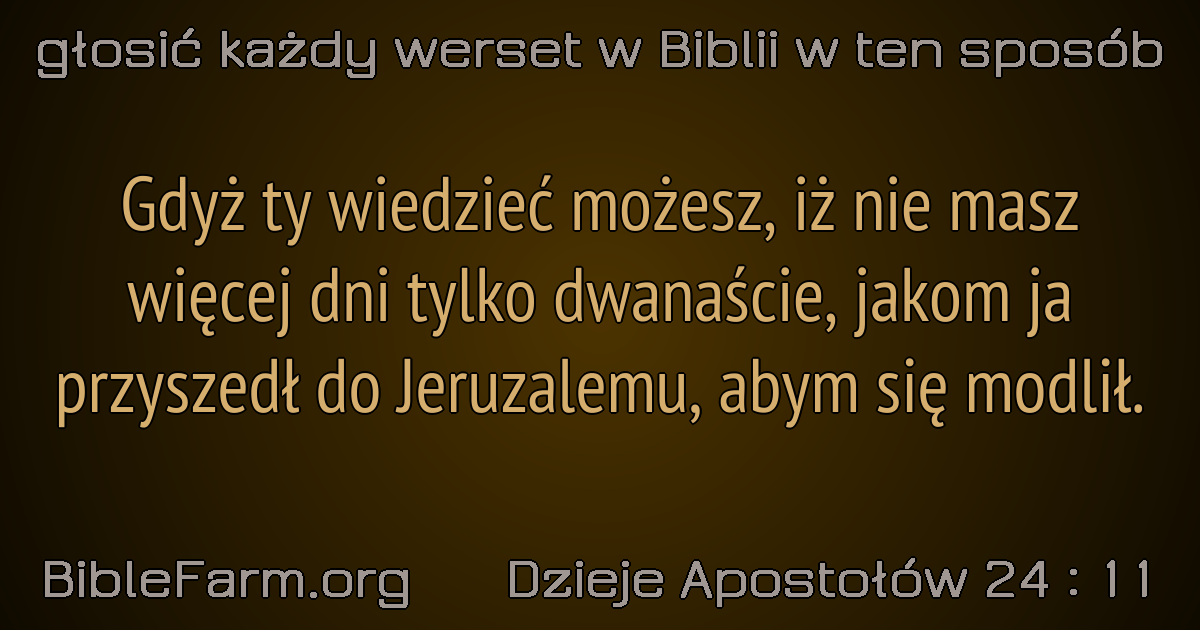 głosić każdy werset w Biblii w ten sposób
Gdyż ty wiedzieć możesz, iż nie masz
więcej dni tylko dwanaście, jakom ja
przyszedł do Jeruzalemu, abym się modlił.
BibleFarm.org Dzieje Apostołów 24 : 11